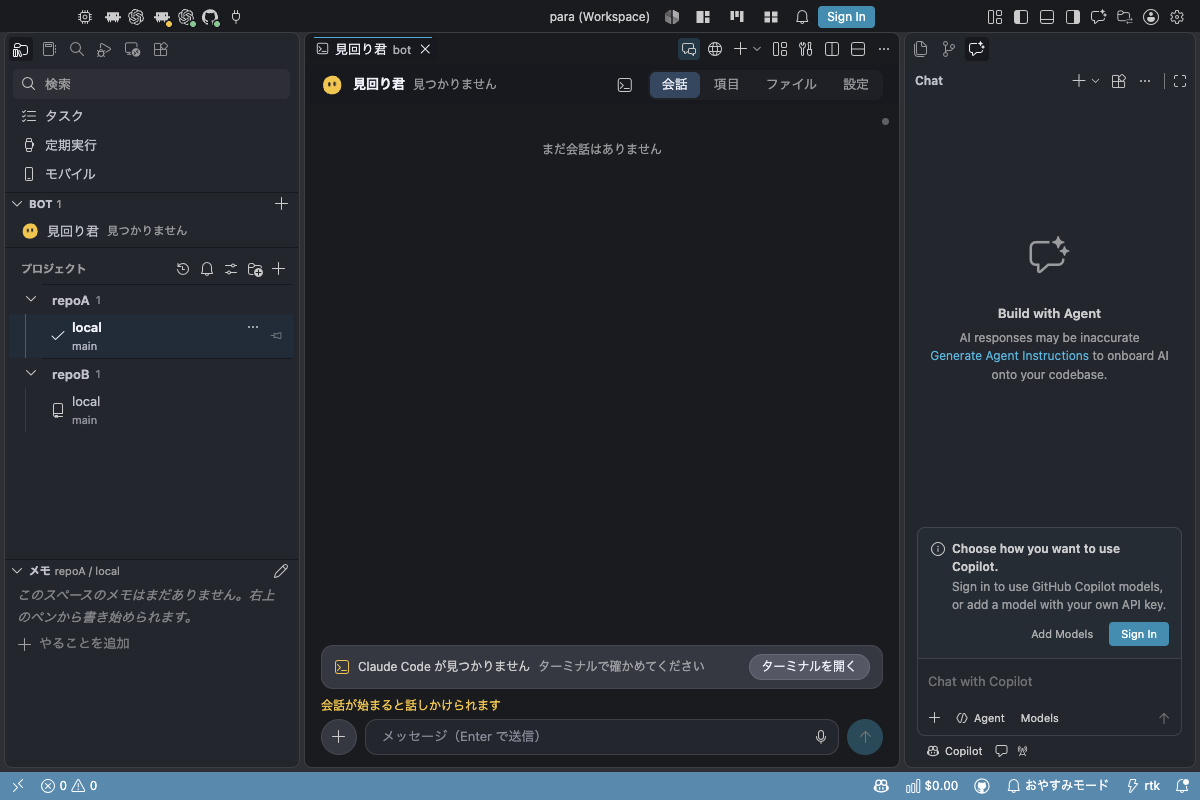 para (Workspace)
Sign In
検索
タスク
定期実行
モバイル
BOT 1
見回り君 見つかりません
プロジェクト
repoA 1
local
main
repoB 1
local
main
メモ repoA / local
このスペースのメモはまだありません。右上
のペンから書き始められます。
やることを追加
見回り君 bot
見回り君 見つかりません
会話
項目
ファイル
設定
まだ会話はありません
Claude Code が見つかりません ターミナルで確かめてください
ターミナルを開く
会話が始まると話しかけられます
メッセージ（Enter で送信）
Chat
Build with Agent
AI responses may be inaccurate
Generate Agent Instructions to onboard AI
onto your codebase.
Choose how you want to use
Copilot.
Sign in to use GitHub Copilot models,
or add a model with your own API key.
Add Models
Sign In
Chat with Copilot
Agent
Models
Copilot
0
0
$0.00
おやすみモード
rtk